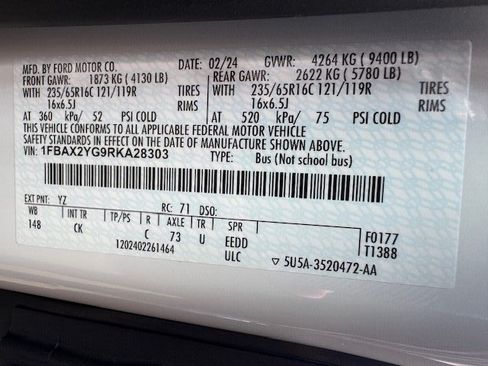 MFD. BY FORD MOTOR CO. 02/24 GVWR: 4264 KG (9400 LB)
FRONT GAWR: 1873 KG (4130 LB) REAR GAWR: 2622 KG (5780 LB)
WITH 235/65R16C 121/119R TIRES WITH 235/65R16C 121/119R TIRES
16x6.5J RIMS 16x6.5J RIMS
AT 360 kPa/ 52 PSI COLD AT 520 kPa/ 75 PSI COLD
THIS VEHICLE CONFORMS TO ALL APPLICABLE FEDERAL MOTOR VEHICLE
SAFETY STANDARDS IN EFFECT ON THE DATE OF MANUFACTURE SHOWN ABOVE.
VIN: 1FBAX2YG9RKA28303 TYPE: Bus (Not Schoolbus)
EXT PNT: YZ RC: 71 DSO:
WB INT TR TP/PS R AXLE TR SPR F0177
148 CK C 73 U EEDD T1388
1202402261464 ULC ▽ 5U5A-3520472-AA